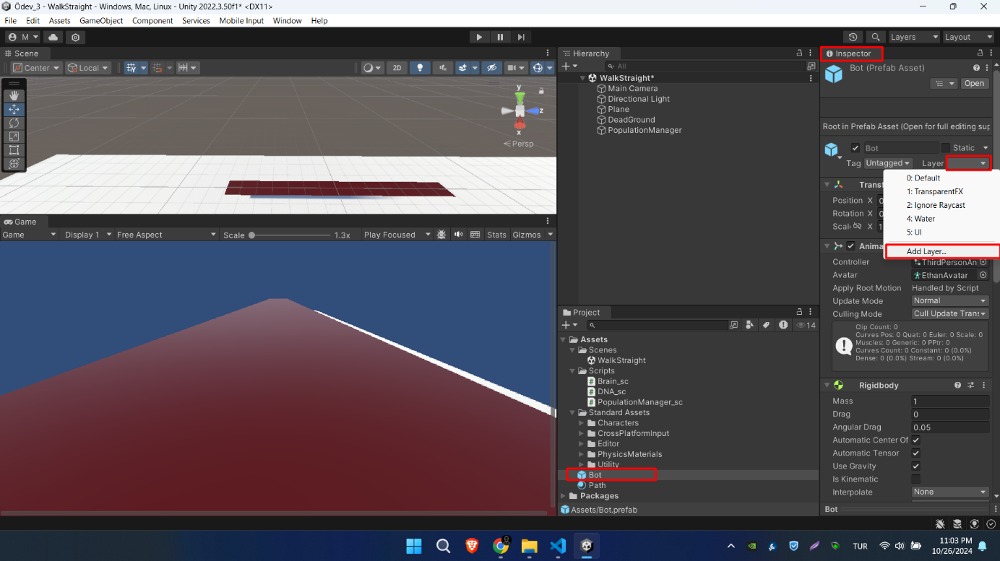 Ödev_3 - WalkStraight - Windows, Mac, Linux - Unity 2022.3.50f1* <DX11>
File Edit Assets GameObject Component Services Mobile Input Window Help
M Layers Layout
Scene
Center Local 2D
y
z
x
Persp
Game
Game Display 1 Free Aspect Scale 1.3x Play Focused Stats Gizmos
Hierarchy
All
WalkStraight*
Main Camera
Directional Light
Plane
DeadGround
PopulationManager
Project
14
Assets
Scenes
WalkStraight
Scripts
Brain_sc
DNA_sc
PopulationManager_sc
Standard Assets
Characters
CrossPlatformInput
Editor
PhysicsMaterials
Utility
Bot
Path
Packages
Assets/Bot.prefab
Inspector
Bot (Prefab Asset)
Open
Root in Prefab Asset (Open for full editing sup
Bot Static
Tag Untagged Layer
0: Default
1: TransparentFX
2: Ignore Raycast
4: Water
5: UI
Add Layer...
Transf
Position X 0
Rotation X 0
Scale X 1
Anima
Controller ThirdPersonAn
Avatar EthanAvatar
Apply Root Motion Handled by Script
Update Mode Normal
Culling Mode Cull Update Trans
Clip Count: 0
Curves Pos: 0 Quat: 0 Euler: 0 Scale: 0
Muscles: 0 Generic: 0 PPtr: 0
Curves Count: 0 Constant: 0 (0.0%)
Dense: 0 (0.0%) Stream: 0 (0.0%)
Rigidbody
Mass 1
Drag 0
Angular Drag 0.05
Automatic Center Of
Automatic Tensor
Use Gravity
Is Kinematic
Interpolate None
Bot
TUR
11:03 PM
10/26/2024